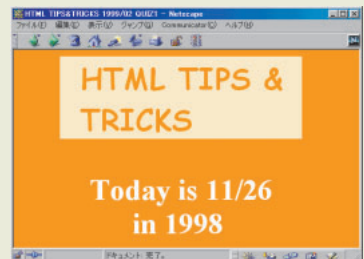 HTML TIPS&TRICKS 1999/02 QUIZ1 - Netscape
ファイル(F) 編集(E) 表示(V) ジャンプ(G) Communicator(C) ヘルプ(H)
HTML TIPS &
TRICKS
Today is 11/26
in 1998
ドキュメント: 完了。